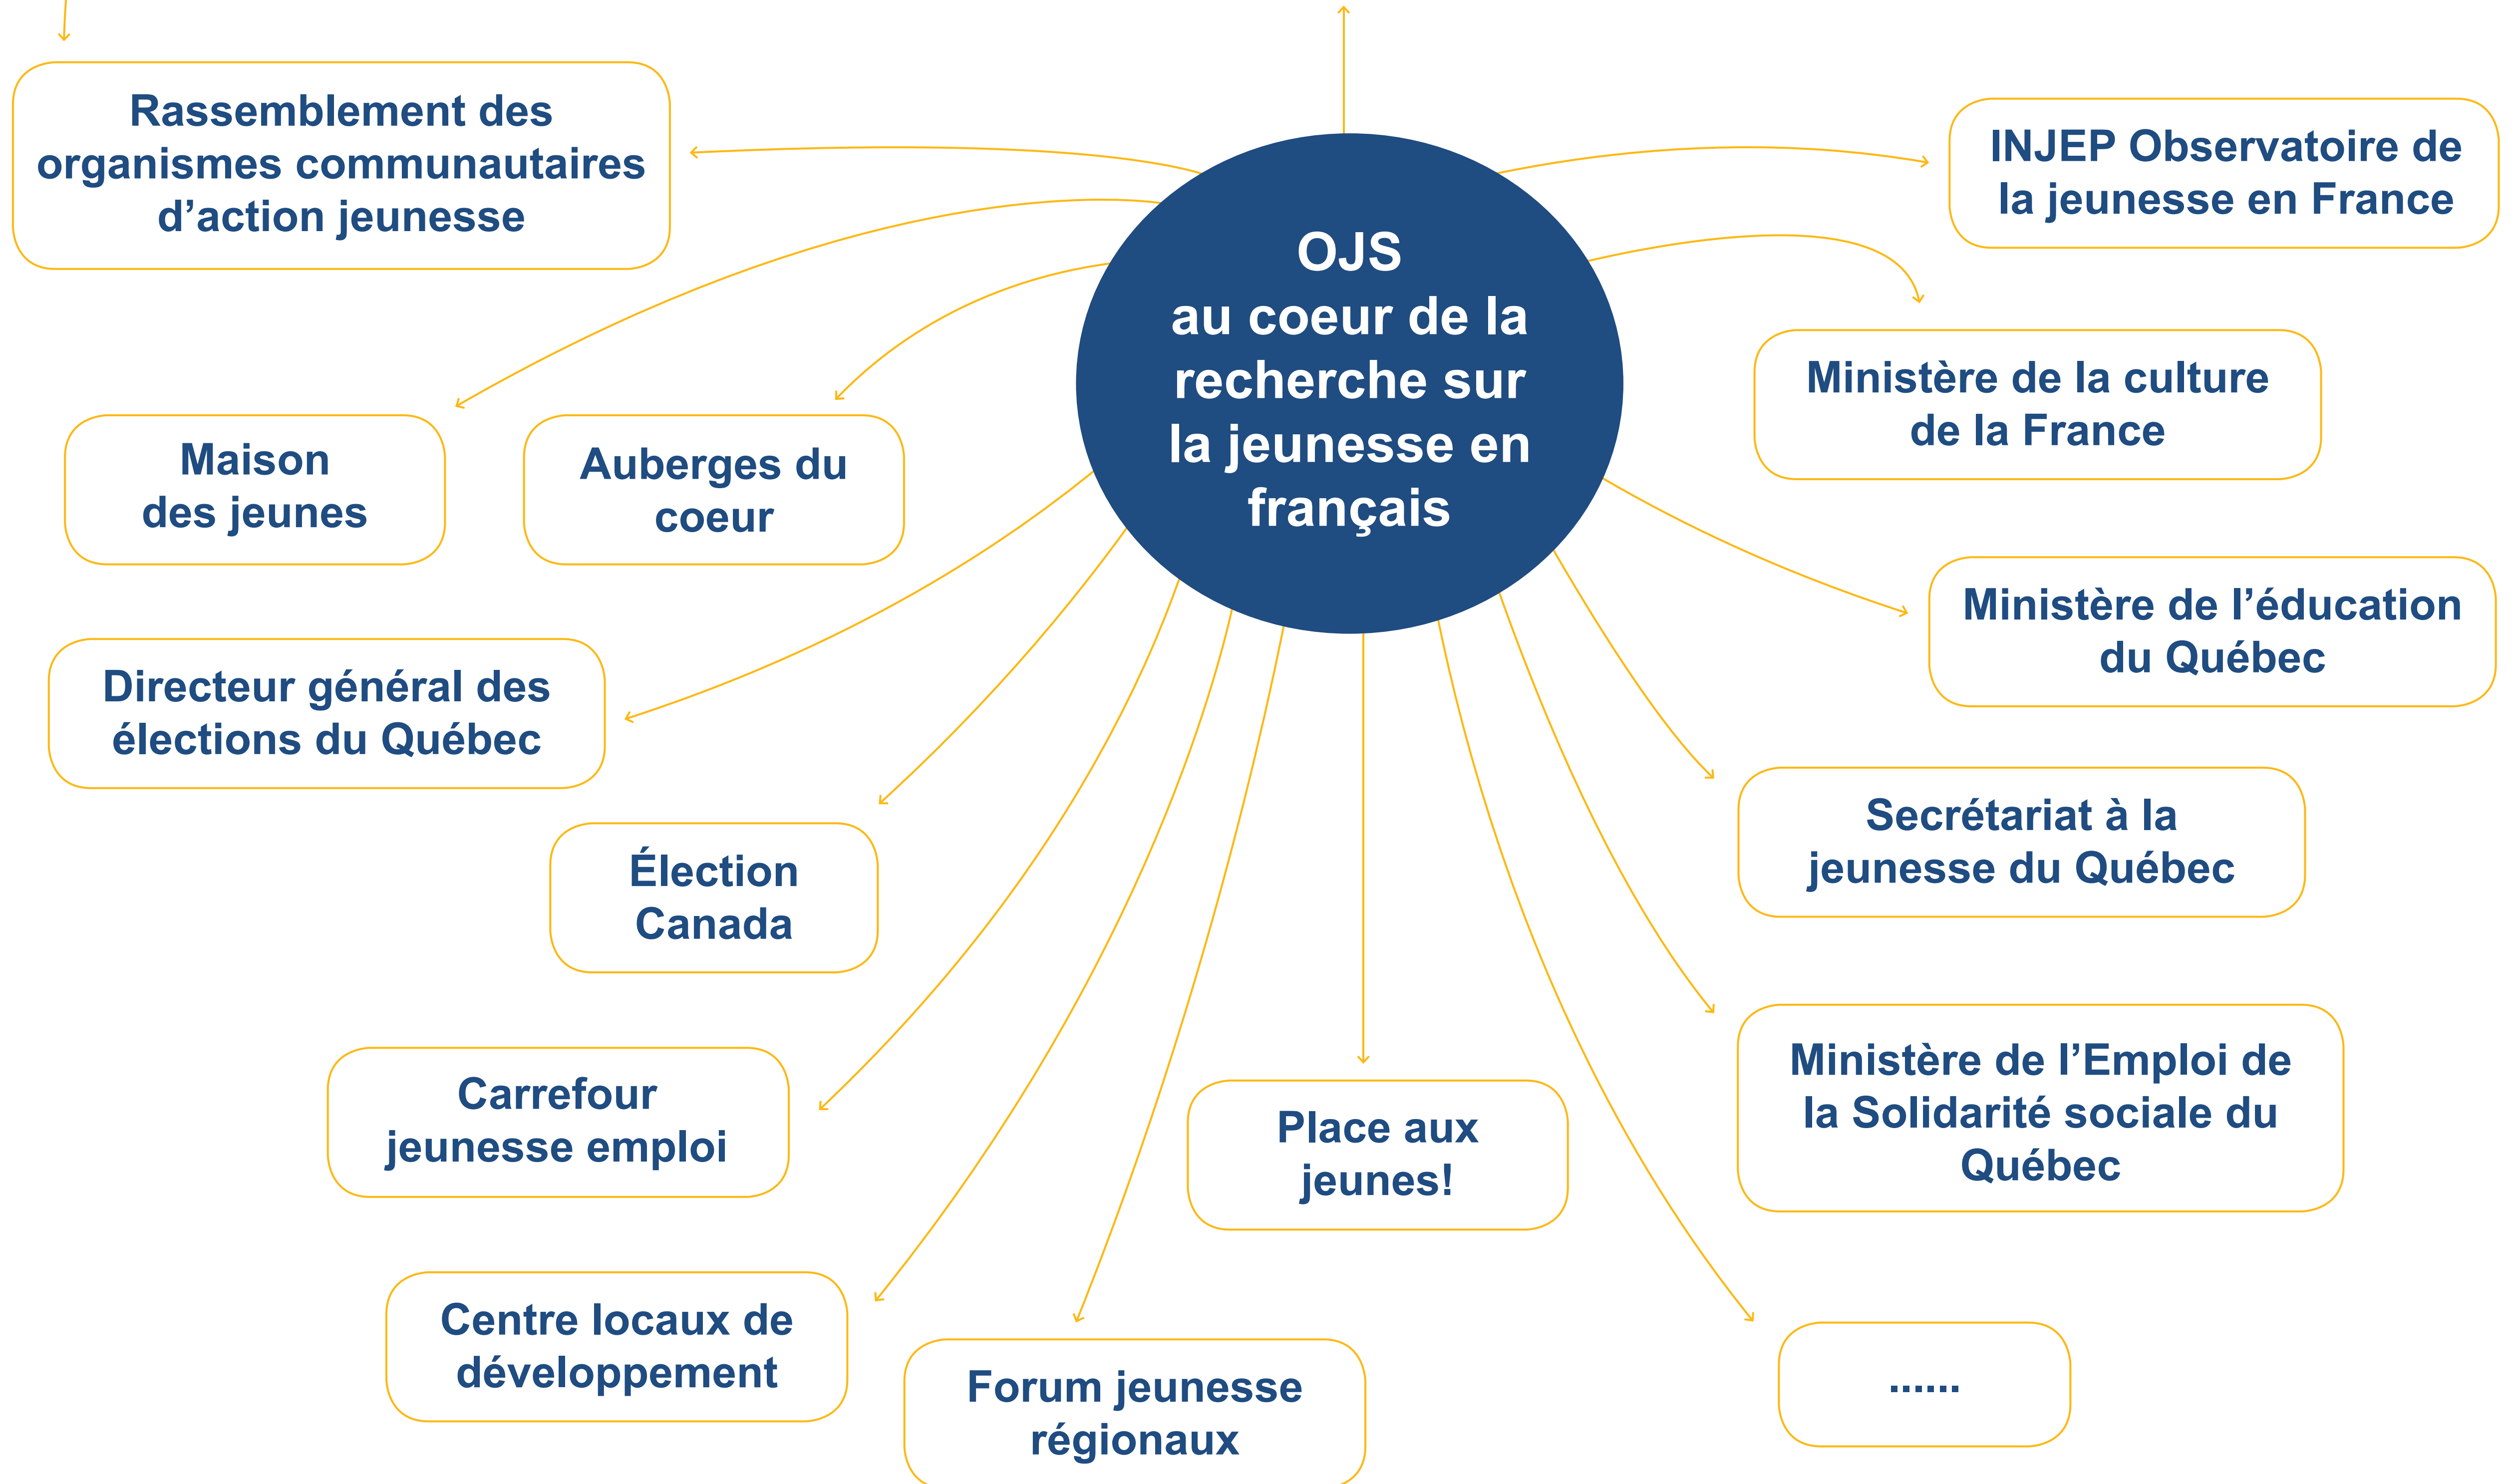 Rassemblement des
organismes communautaires
d’action jeunesse
INJEP Observatoire de
la jeunesse en France
OJS
au coeur de la
recherche sur
la jeunesse en
français
Ministère de la culture
de la France
Maison
des jeunes
Auberges du
coeur
Ministère de l’éducation
du Québec
Directeur général des
élections du Québec
Secrétariat à la
jeunesse du Québec
Élection
Canada
Ministère de l’Emploi de
la Solidarité sociale du
Québec
Carrefour
jeunesse emploi
Place aux
jeunes!
Centre locaux de
développement
Forum jeunesse
régionaux
......